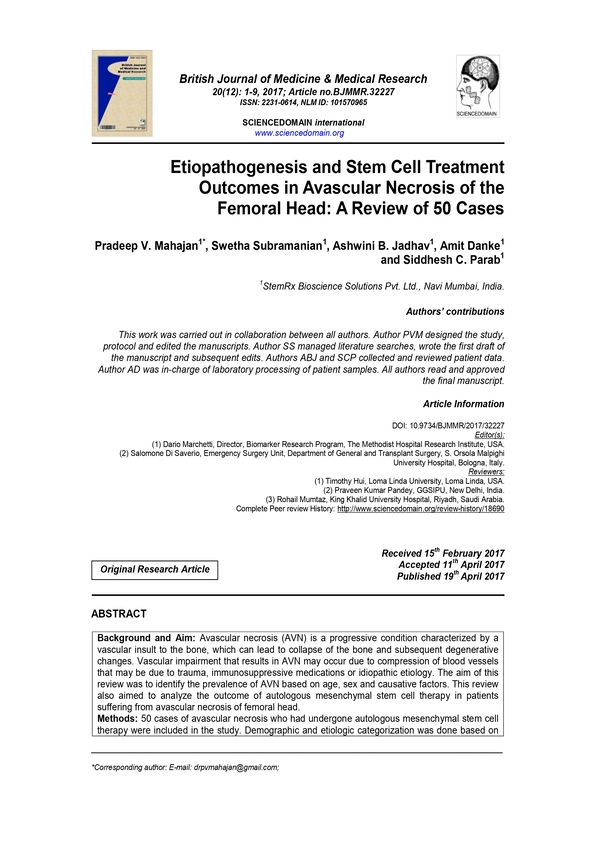 British Journal of Medicine & Medical Research
20(12): 1-9, 2017; Article no.BJMMR.32227
ISSN: 2231-0614, NLM ID: 101570965
SCIENCEDOMAIN international
www.sciencedomain.org
British Journal
of Medicine and
Medical Research
SCIENCEDOMAIN
Etiopathogenesis and Stem Cell Treatment
Outcomes in Avascular Necrosis of the
Femoral Head: A Review of 50 Cases
Pradeep V. Mahajan1*, Swetha Subramanian1, Ashwini B. Jadhav1, Amit Danke1
and Siddhesh C. Parab1
1StemRx Bioscience Solutions Pvt. Ltd., Navi Mumbai, India.
Authors' contributions
This work was carried out in collaboration between all authors. Author PVM designed the study,
protocol and edited the manuscripts. Author SS managed literature searches, wrote the first draft of
the manuscript and subsequent edits. Authors ABJ and SCP collected and reviewed patient data.
Author AD was in-charge of laboratory processing of patient samples. All authors read and approved
the final manuscript.
Article Information
DOI: 10.9734/BJMMR/2017/32227
Editor(s):
(1) Dario Marchetti, Director, Biomarker Research Program, The Methodist Hospital Research Institute, USA.
(2) Salomone Di Saverio, Emergency Surgery Unit, Department of General and Transplant Surgery, S. Orsola Malpighi
University Hospital, Bologna, Italy.
Reviewers:
(1) Timothy Hui, Loma Linda University, Loma Linda, USA.
(2) Praveen Kumar Pandey, GGSIPU, New Delhi, India.
(3) Rohail Mumtaz, King Khalid University Hospital, Riyadh, Saudi Arabia.
Complete Peer review History: http://www.sciencedomain.org/review-history/18690
Received 15th February 2017
Accepted 11th April 2017
Published 19th April 2017
Original Research Article
ABSTRACT
Background and Aim: Avascular necrosis (AVN) is a progressive condition characterized by a
vascular insult to the bone, which can lead to collapse of the bone and subsequent degenerative
changes. Vascular impairment that results in AVN may occur due to compression of blood vessels
that may be due to trauma, immunosuppressive medications or idiopathic etiology. The aim of this
review was to identify the prevalence of AVN based on age, sex and causative factors. This review
also aimed to analyze the outcome of autologous mesenchymal stem cell therapy in patients
suffering from avascular necrosis of femoral head.
Methods: 50 cases of avascular necrosis who had undergone autologous mesenchymal stem cell
therapy were included in the study. Demographic and etiologic categorization was done based on
*Corresponding author: E-mail: drpvmahajan@gmail.com;